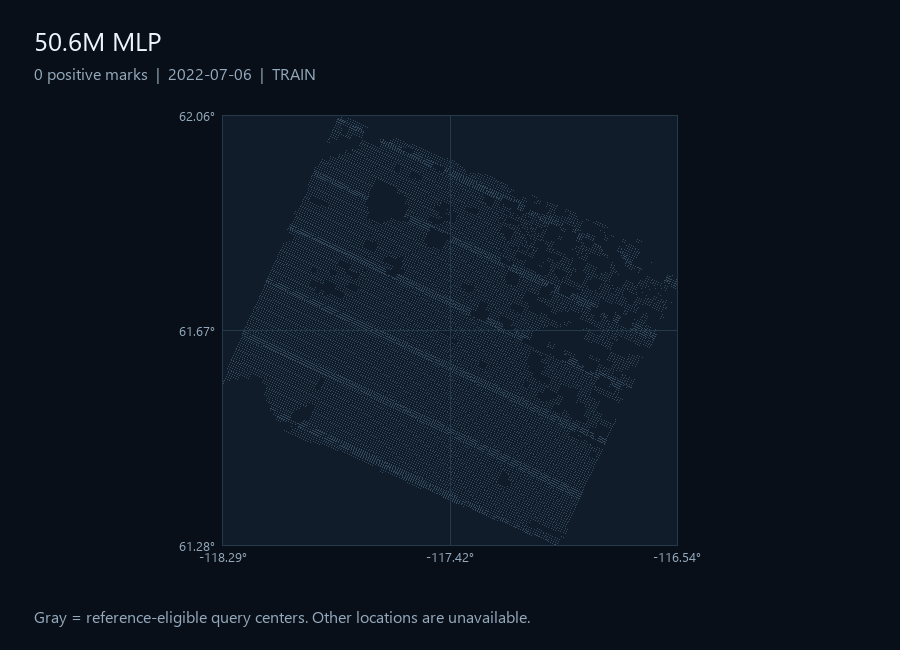 50.6M MLP
0 positive marks | 2022-07-06 | TRAIN
62.06°
61.67°
61.28°
-118.29°
-117.42°
-116.54°
Gray = reference-eligible query centers. Other locations are unavailable.